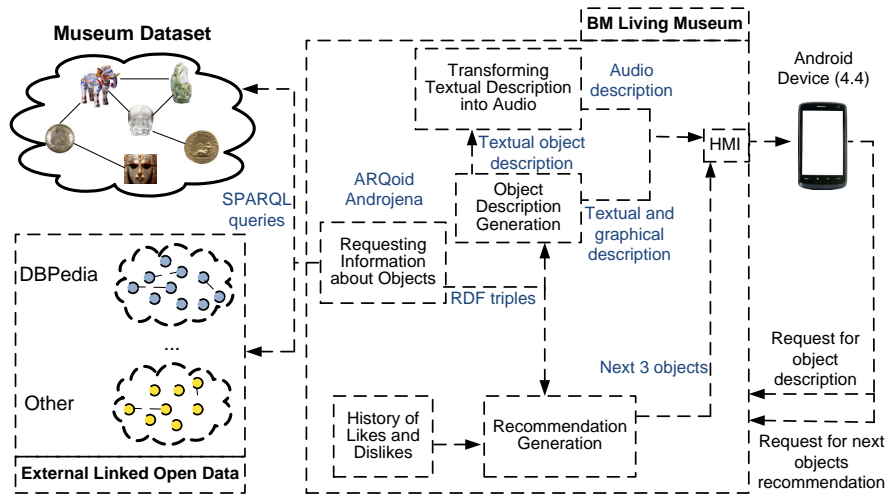 Museum Dataset
BM Living Museum
Transforming
Textual Description
into Audio
Audio
description
Android
Device (4.4)
HMI
Textual object
description
ARQoid
Androjena
Object
Description
Generation
SPARQL
queries
Textual and
graphical
description
Requesting
Information
about Objects
DBPedia
RDF triples
...
Other
Next 3 objects
Request for
object
description
History of
Likes and
Dislikes
Recommendation
Generation
Request for next
objects
recommendation
External Linked Open Data